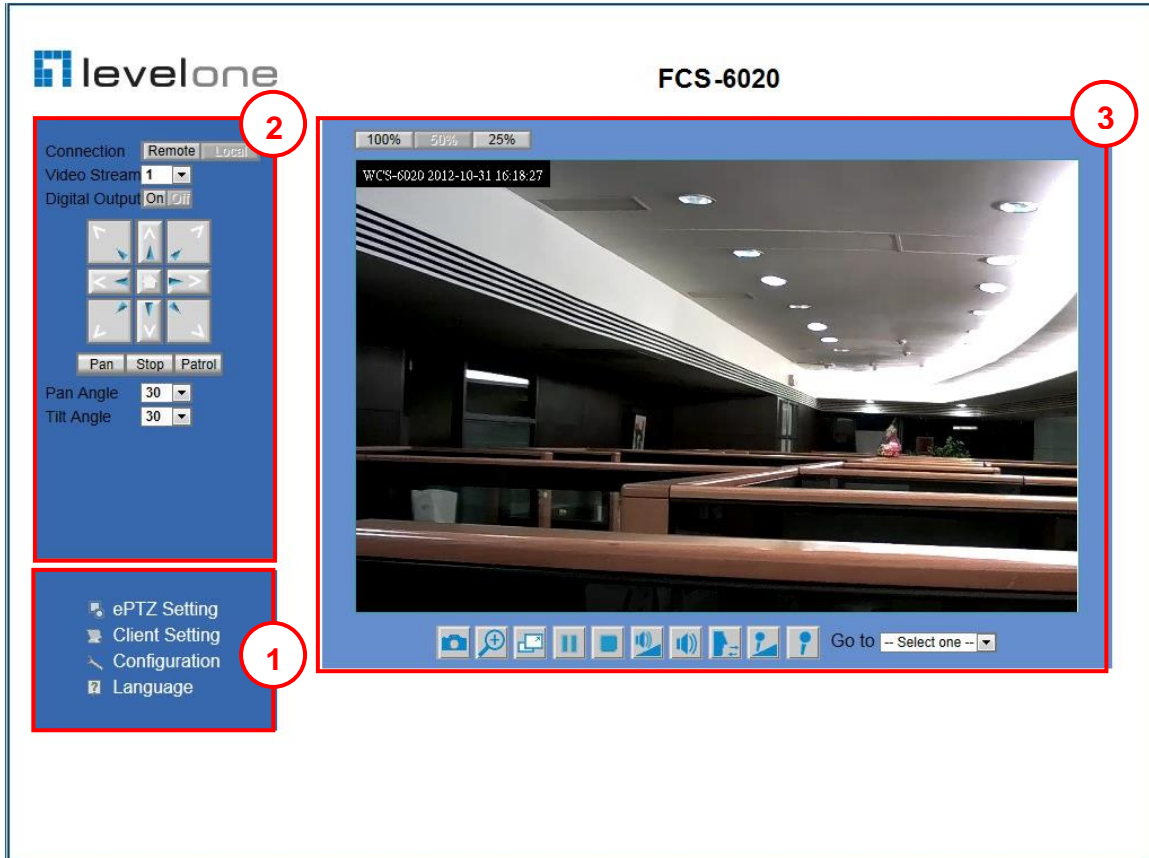 levelone
FCS-6020
2
3
Connection Remote Local
Video Stream 1
Digital Output On Off
Pan Stop Patrol
Pan Angle 30
Tilt Angle 30
100% 50% 25%
WCS-6020 2012-10-31 16:18:27
ePTZ Setting
Client Setting
Configuration
Language
1
Go to -- Select one --